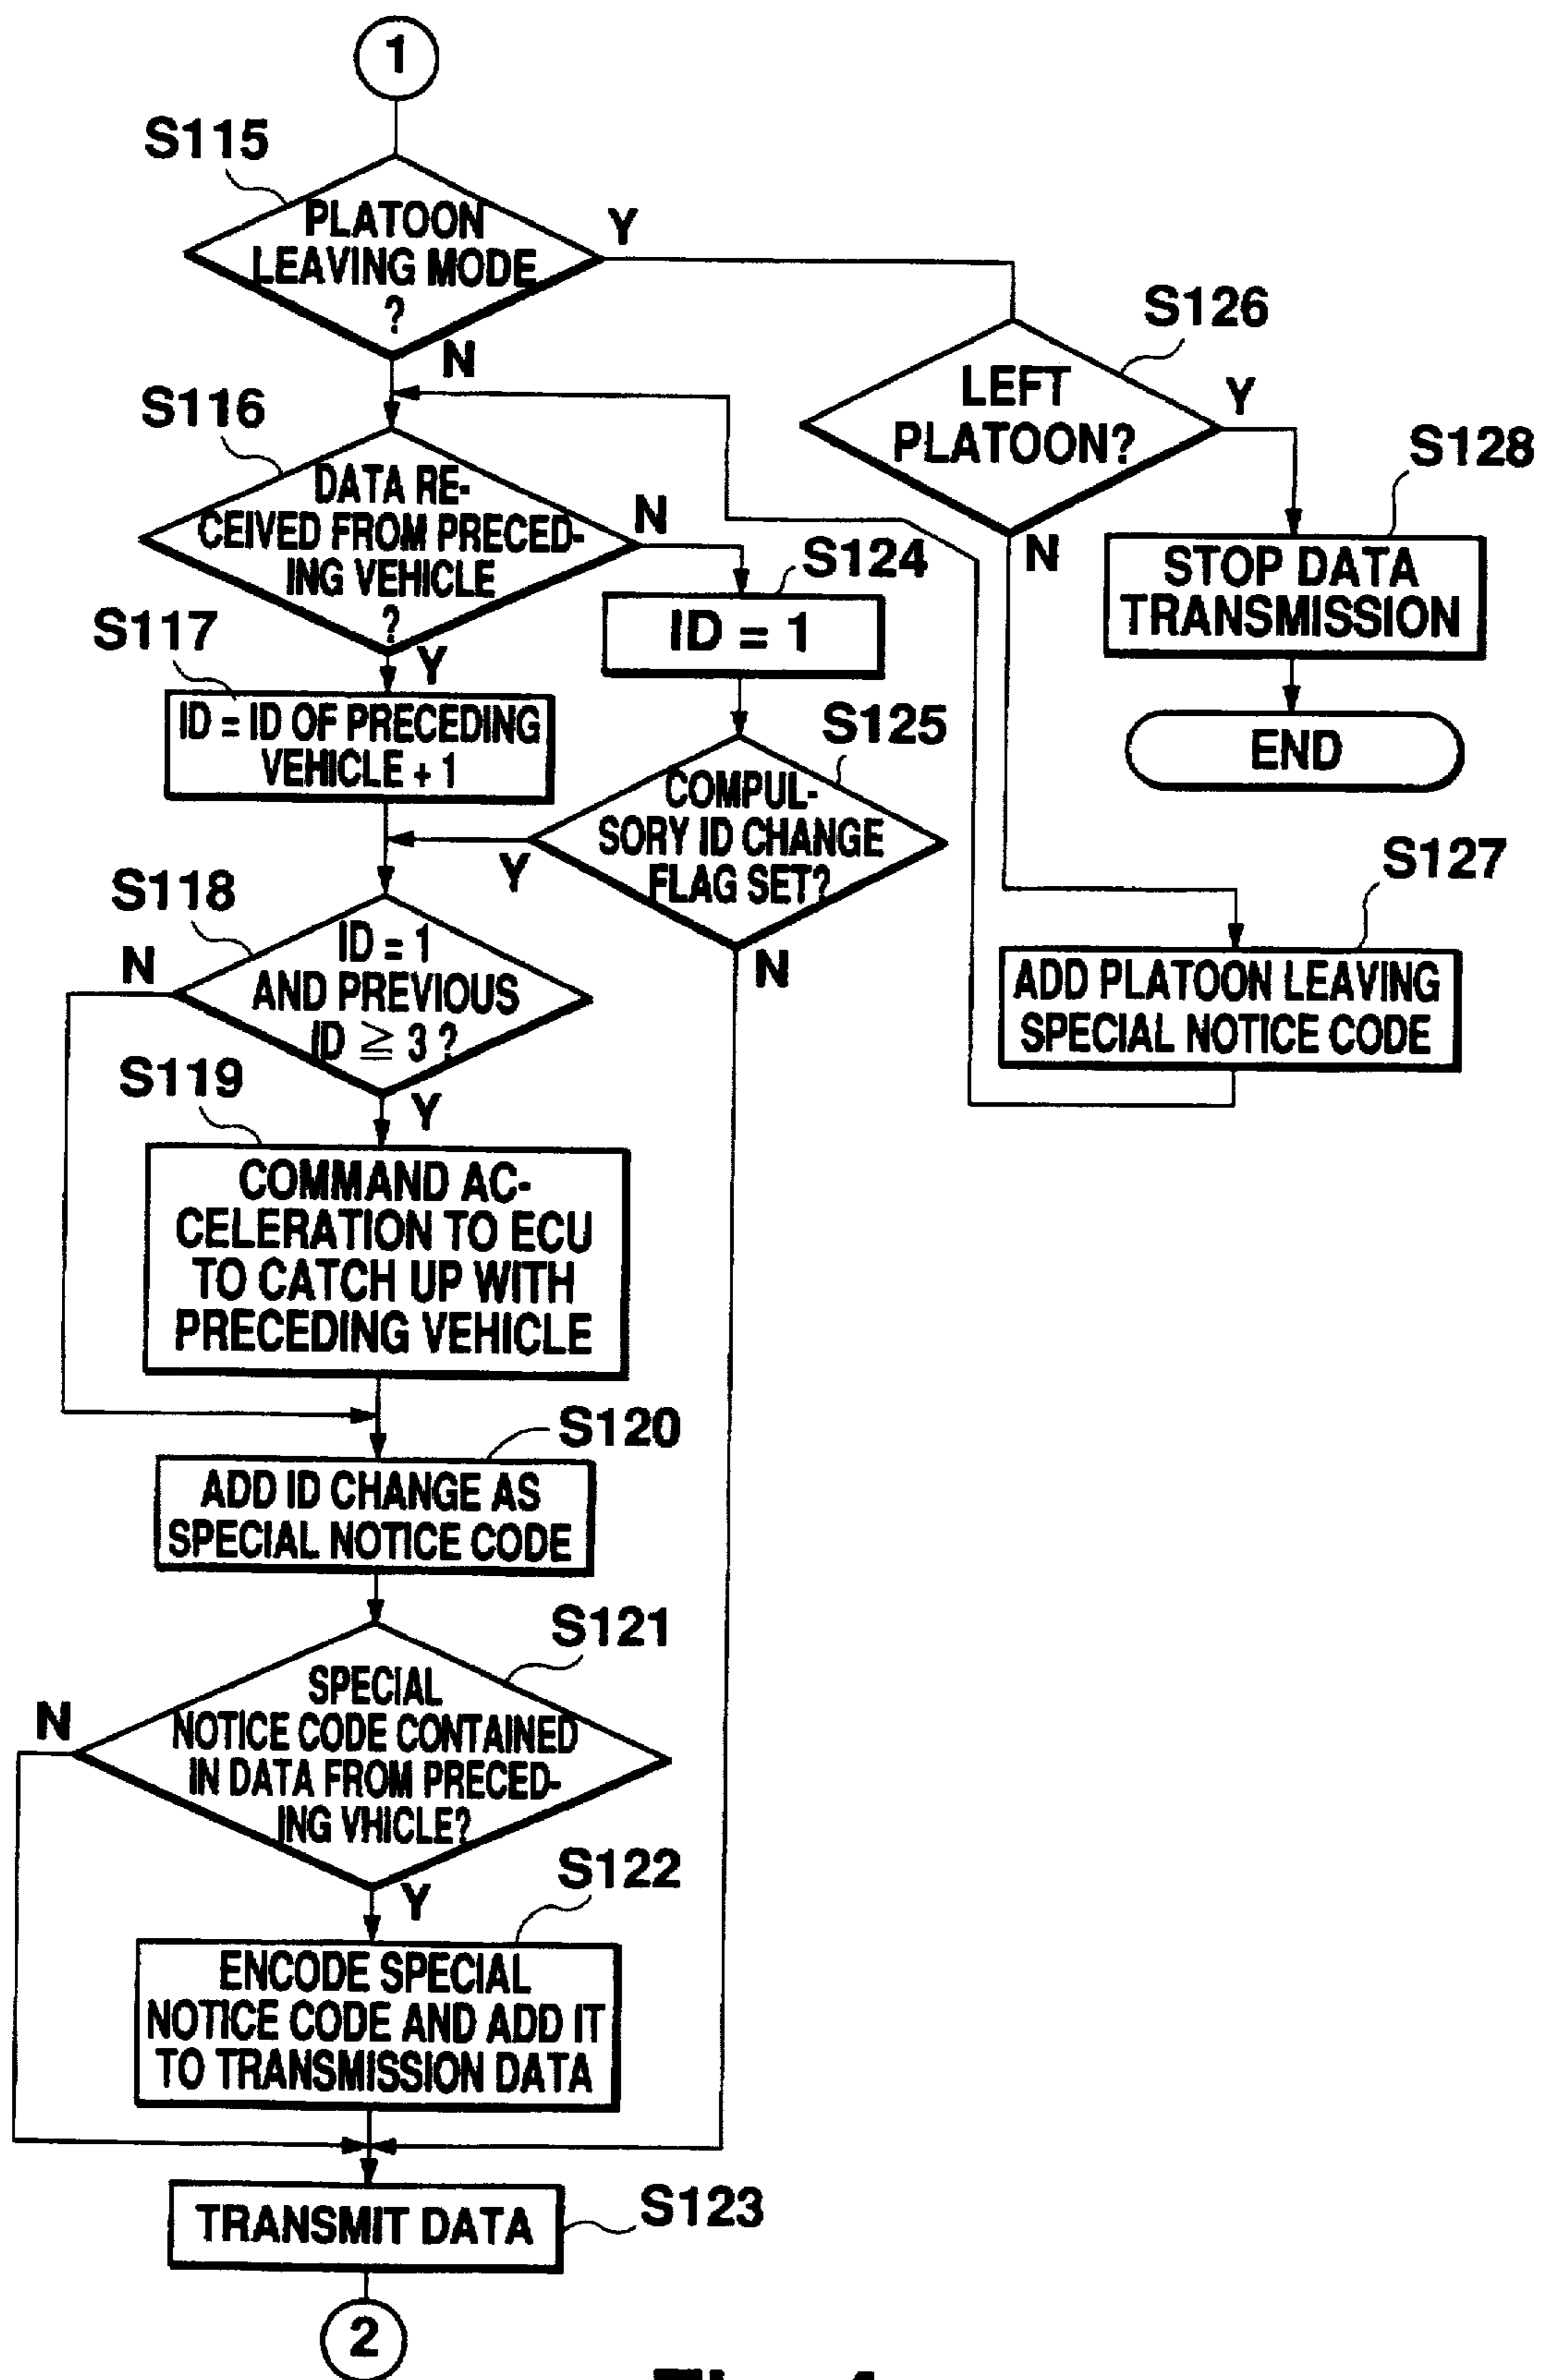 1
S115
PLATOON
LEAVING MODE
?
Y
N
S126
LEFT
PLATOON?
Y
N
S128
STOP DATA
TRANSMISSION
END
S116
DATA RE-
CEIVED FROM PRECED-
ING VEHICLE
?
N
Y
S124
ID = 1
S117
ID = ID OF PRECEDING
VEHICLE + 1
S125
COMPUL-
SORY ID CHANGE
FLAG SET?
Y
N
S127
ADD PLATOON LEAVING
SPECIAL NOTICE CODE
S118
ID = 1
AND PREVIOUS
ID ≧ 3 ?
N
Y
S119
COMMAND AC-
CELERATION TO ECU
TO CATCH UP WITH
PRECEDING VEHICLE
S120
ADD ID CHANGE AS
SPECIAL NOTICE CODE
S121
SPECIAL
NOTICE CODE CONTAINED
IN DATA FROM PRECED-
ING VHICLE?
N
Y
S122
ENCODE SPECIAL
NOTICE CODE AND ADD IT
TO TRANSMISSION DATA
S123
TRANSMIT DATA
2